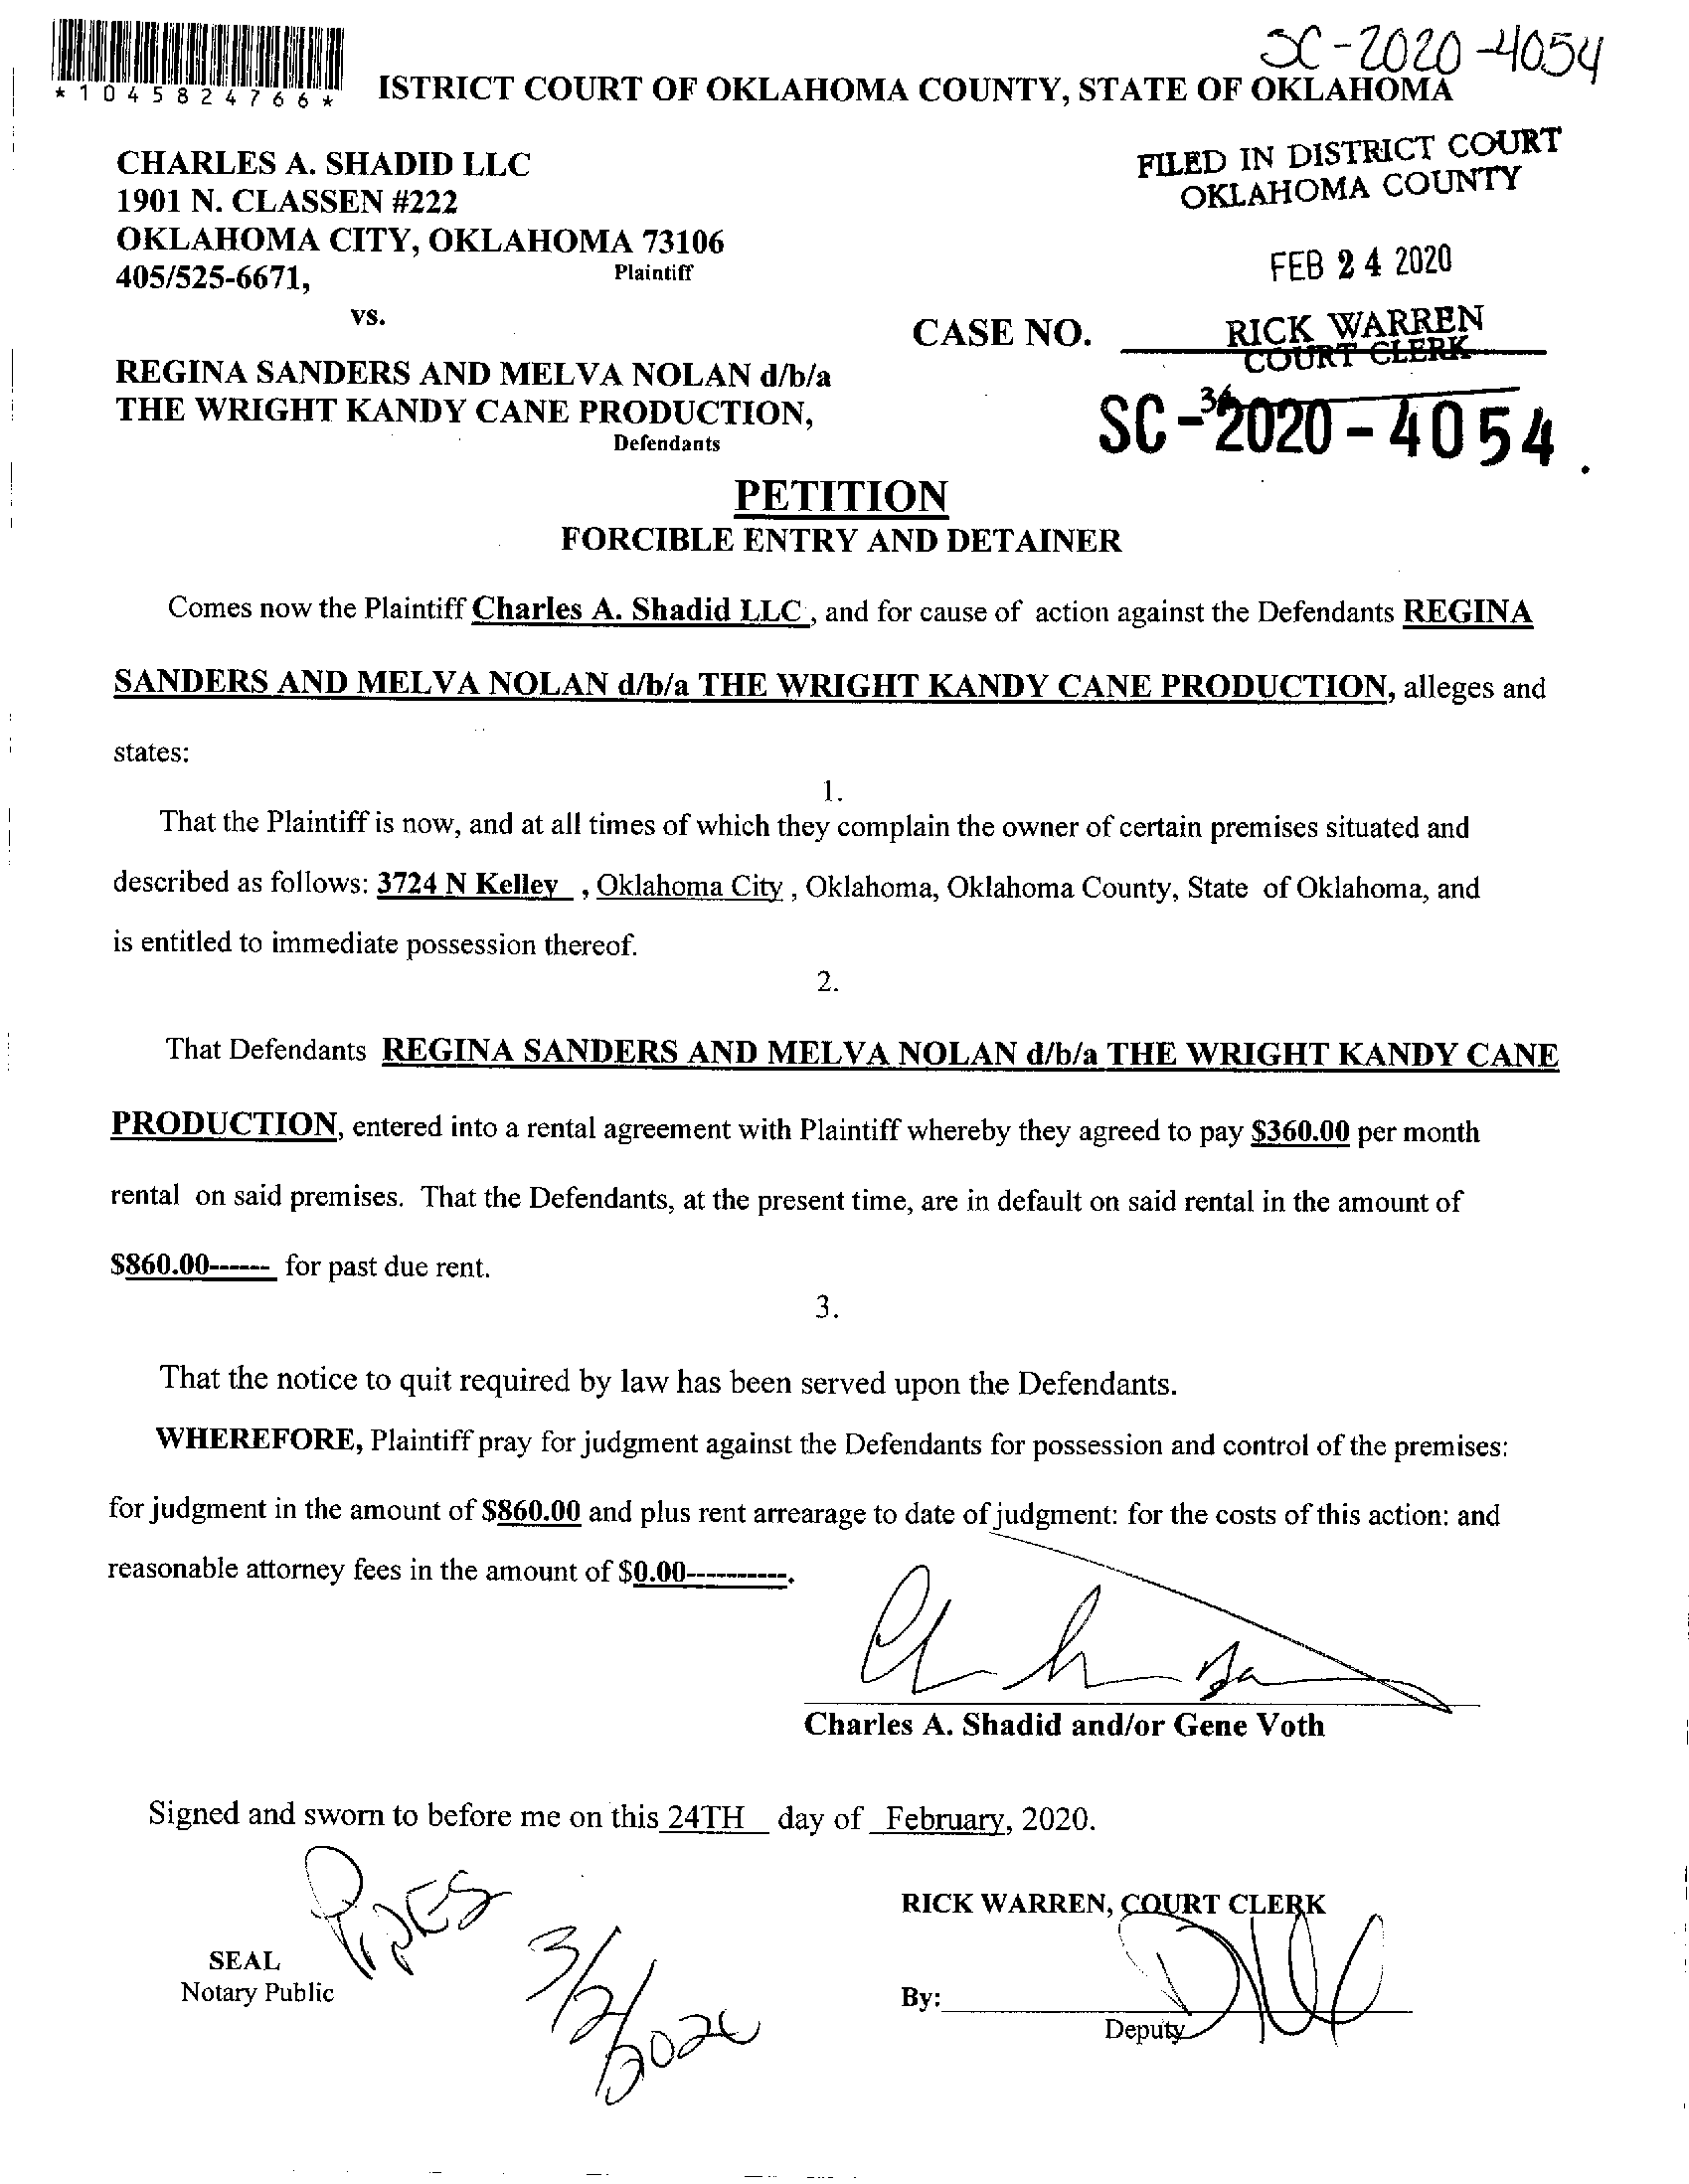 SC-2020-4054
*1045824766*
ISTRICT COURT OF OKLAHOMA COUNTY, STATE OF OKLAHOMA
FILED IN DISTRICT COURT
OKLAHOMA COUNTY
CHARLES A. SHADID LLC
1901 N. CLASSEN #222
OKLAHOMA CITY, OKLAHOMA 73106
405/525-6671,
Plaintiff
FEB 24 2020
vs.
CASE NO.
RICK WARREN
COURT CLERK
REGINA SANDERS AND MELVA NOLAN d/b/a
THE WRIGHT KANDY CANE PRODUCTION,
Defendants
SC-2020-4054
PETITION
FORCIBLE ENTRY AND DETAINER
Comes now the Plaintiff Charles A. Shadid LLC , and for cause of action against the Defendants REGINA
SANDERS AND MELVA NOLAN d/b/a THE WRIGHT KANDY CANE PRODUCTION, alleges and
states:
1.
That the Plaintiff is now, and at all times of which they complain the owner of certain premises situated and
described as follows: 3724 N Kelley , Oklahoma City , Oklahoma, Oklahoma County, State of Oklahoma, and
is entitled to immediate possession thereof.
2.
That Defendants REGINA SANDERS AND MELVA NOLAN d/b/a THE WRIGHT KANDY CANE
PRODUCTION, entered into a rental agreement with Plaintiff whereby they agreed to pay $360.00 per month
rental on said premises. That the Defendants, at the present time, are in default on said rental in the amount of
$860.00------ for past due rent.
3.
That the notice to quit required by law has been served upon the Defendants.
WHEREFORE, Plaintiff pray for judgment against the Defendants for possession and control of the premises:
for judgment in the amount of $860.00 and plus rent arrearage to date of judgment: for the costs of this action: and
reasonable attorney fees in the amount of $0.00----------.
Charles A. Shadid and/or Gene Voth
Signed and sworn to before me on this 24TH day of February, 2020.
RICK WARREN, COURT CLERK
SEAL
Notary Public
By:
Deputy